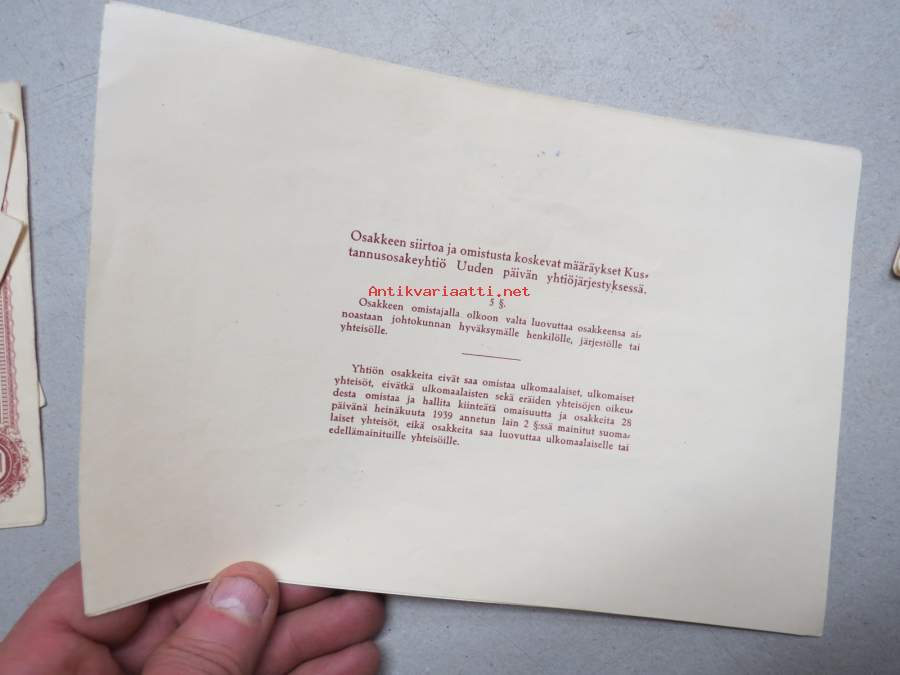 Osakkeen siirtoa ja omistusta koskevat määräykset Kus-
tannusosakeyhtiö Uuden päivän yhtiöjärjestyksessä.
Antikvariaatti.net
5 §.
Osakkeen omistajalla olkoon valta luovuttaa osakkeensa ai-
noastaan johtokunnan hyväksymälle henkilölle, järjestölle tai
yhteisölle.
Yhtiön osakkeita eivät saa omistaa ulkomaalaiset, ulkomaiset
yhteisöt, eivätkä ulkomaalaisten sekä eräiden yhteisöjen oikeu-
desta omistaa ja hallita kiinteätä omaisuutta ja osakkeita 28
päivänä heinäkuuta 1939 annetun lain 2 §:ssä mainitut suoma-
laiset yhteisöt, eikä osakkeita saa luovuttaa ulkomaalaiselle tai
edellämainituille yhteisöille.